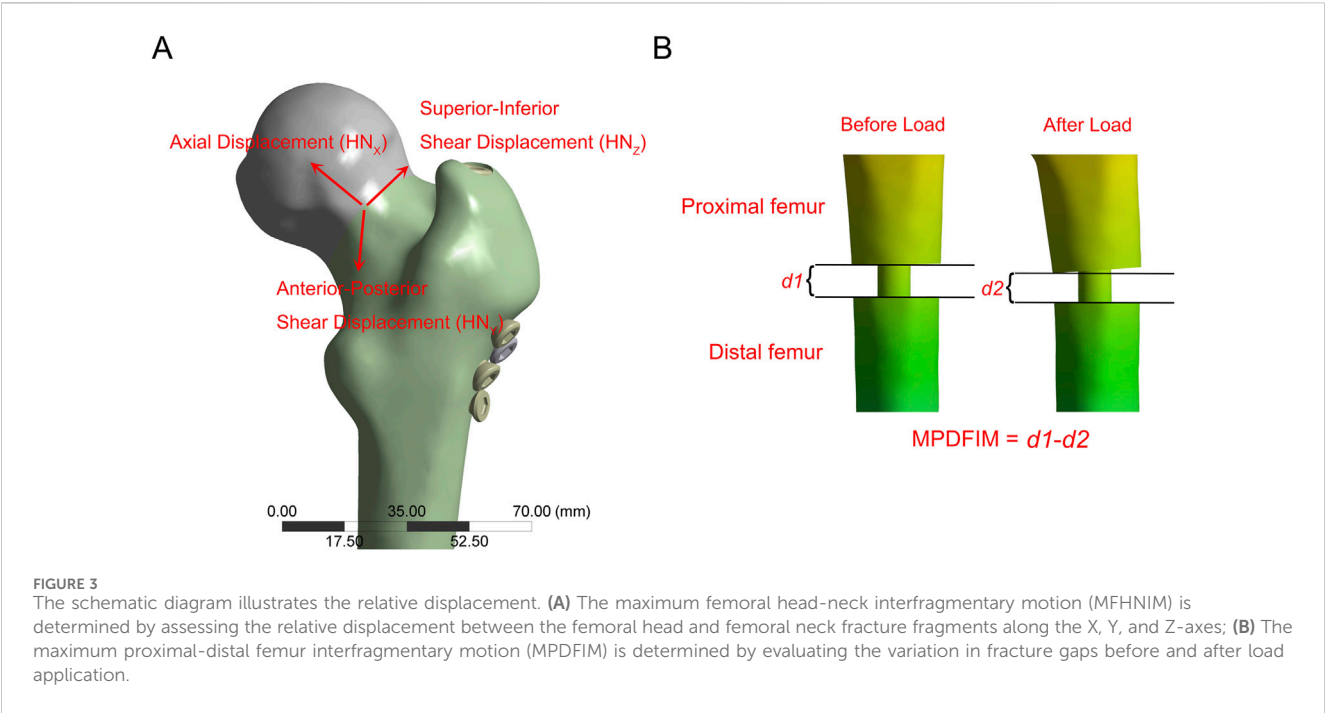 A
B
Superior-Inferior
Axial Displacement (HNX)
Shear Displacement (HNZ)
Anterior-Posterior
Shear Displacement (HNY)
0.00 35.00 70.00 (mm)
17.50 52.50
Before Load After Load
Proximal femur
d1
d2
Distal femur
MPDFIM = d1-d2
FIGURE 3
The schematic diagram illustrates the relative displacement. (A) The maximum femoral head-neck interfragmentary motion (MFHNIM) is
determined by assessing the relative displacement between the femoral head and femoral neck fracture fragments along the X, Y, and Z-axes; (B) The
maximum proximal-distal femur interfragmentary motion (MPDFIM) is determined by evaluating the variation in fracture gaps before and after load
application.